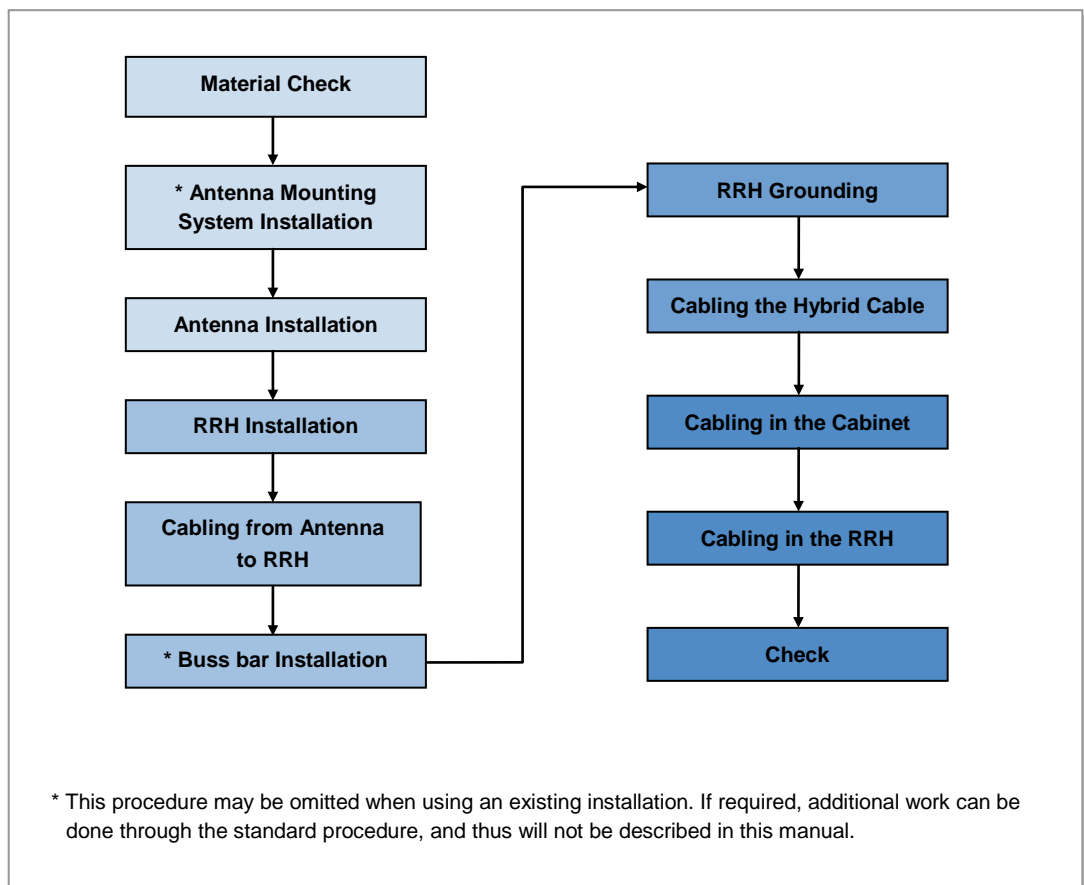 Material Check
* Antenna Mounting
System Installation
Antenna Installation
RRH Installation
Cabling from Antenna
to RRH
* Buss bar Installation
RRH Grounding
Cabling the Hybrid Cable
Cabling in the Cabinet
Cabling in the RRH
Check
* This procedure may be omitted when using an existing installation. If required, additional work can be
done through the standard procedure, and thus will not be described in this manual.